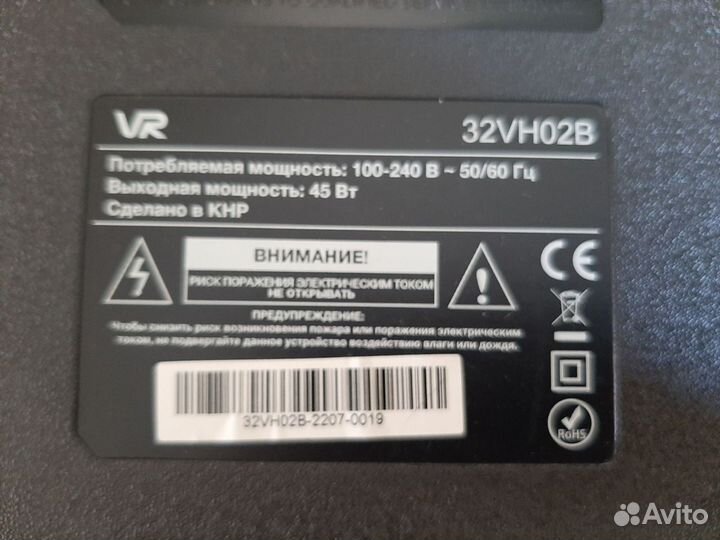 VR
32VH02B
Потребляемая мощность: 100-240 В ~ 50/60 Гц
Выходная мощность: 45 Вт
Сделано в КНР
ВНИМАНИЕ!
РИСК ПОРАЖЕНИЯ ЭЛЕКТРИЧЕСКИМ ТОКОМ
НЕ ОТКРЫВАТЬ
ПРЕДУПРЕЖДЕНИЕ:
Чтобы снизить риск возникновения пожара или поражения электрическим
током, не подвергайте данное устройство воздействию влаги или дождя.
CE
RoHS
32VH02B-2207-0019
Avito